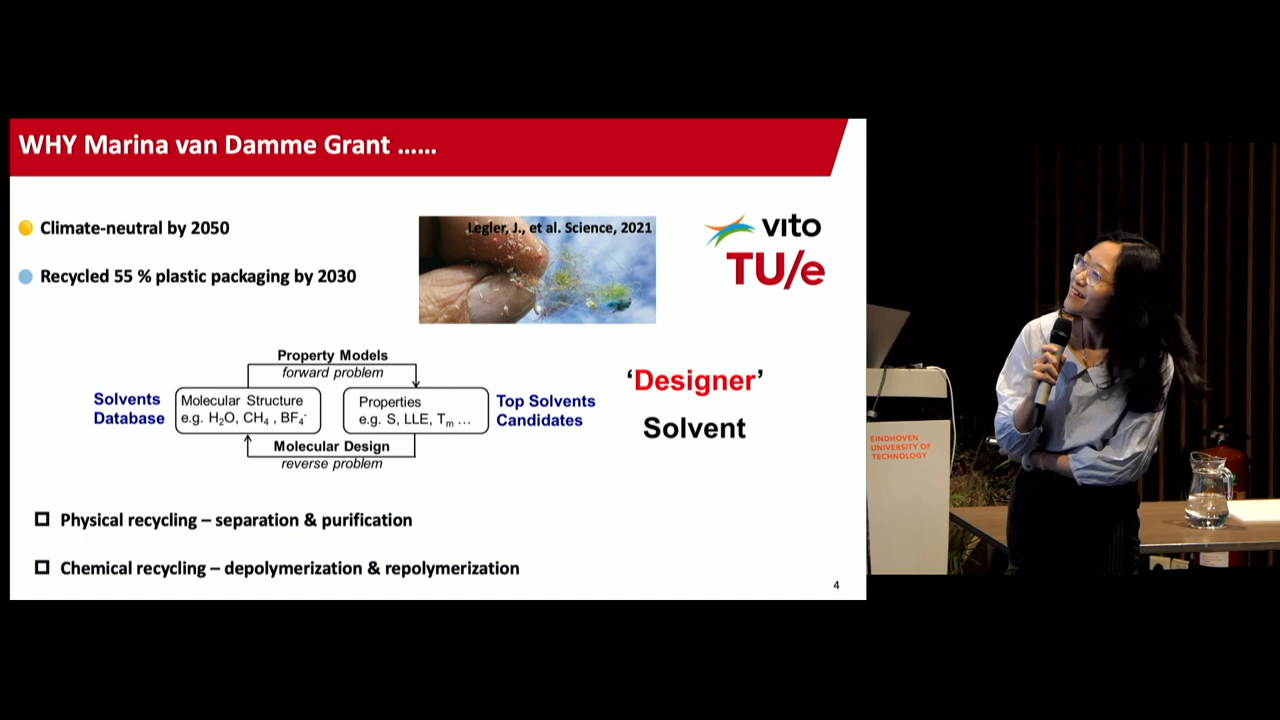 WHY Marina van Damme Grant ……
Climate-neutral by 2050
Recycled 55 % plastic packaging by 2030
Legler, J., et al. Science, 2021
vito
TU/e
Property Models
forward problem
Solvents
Database
Molecular Structure
e.g. H₂O, CH₄ , BF₄⁻
Properties
e.g. S, LLE, Tₘ …
Top Solvents
Candidates
Molecular Design
reverse problem
‘Designer’
Solvent
Physical recycling – separation & purification
Chemical recycling – depolymerization & repolymerization
4
EINDHOVEN
UNIVERSITY OF
TECHNOLOGY